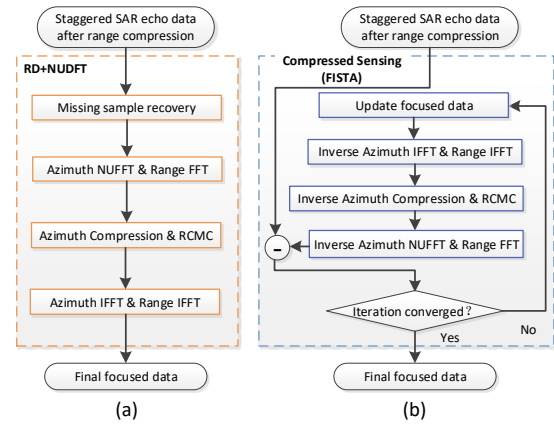 Staggered SAR echo data
after range compression
RD+NUDFT
Missing sample recovery
Azimuth NUFFT & Range FFT
Azimuth Compression & RCMC
Azimuth IFFT & Range IFFT
Final focused data
(a)
Staggered SAR echo data
after range compression
Compressed Sensing
(FISTA)
Update focused data
Inverse Azimuth IFFT & Range IFFT
Inverse Azimuth Compression & RCMC
-
Inverse Azimuth NUFFT & Range FFT
Iteration converged？
No
Yes
Final focused data
(b)